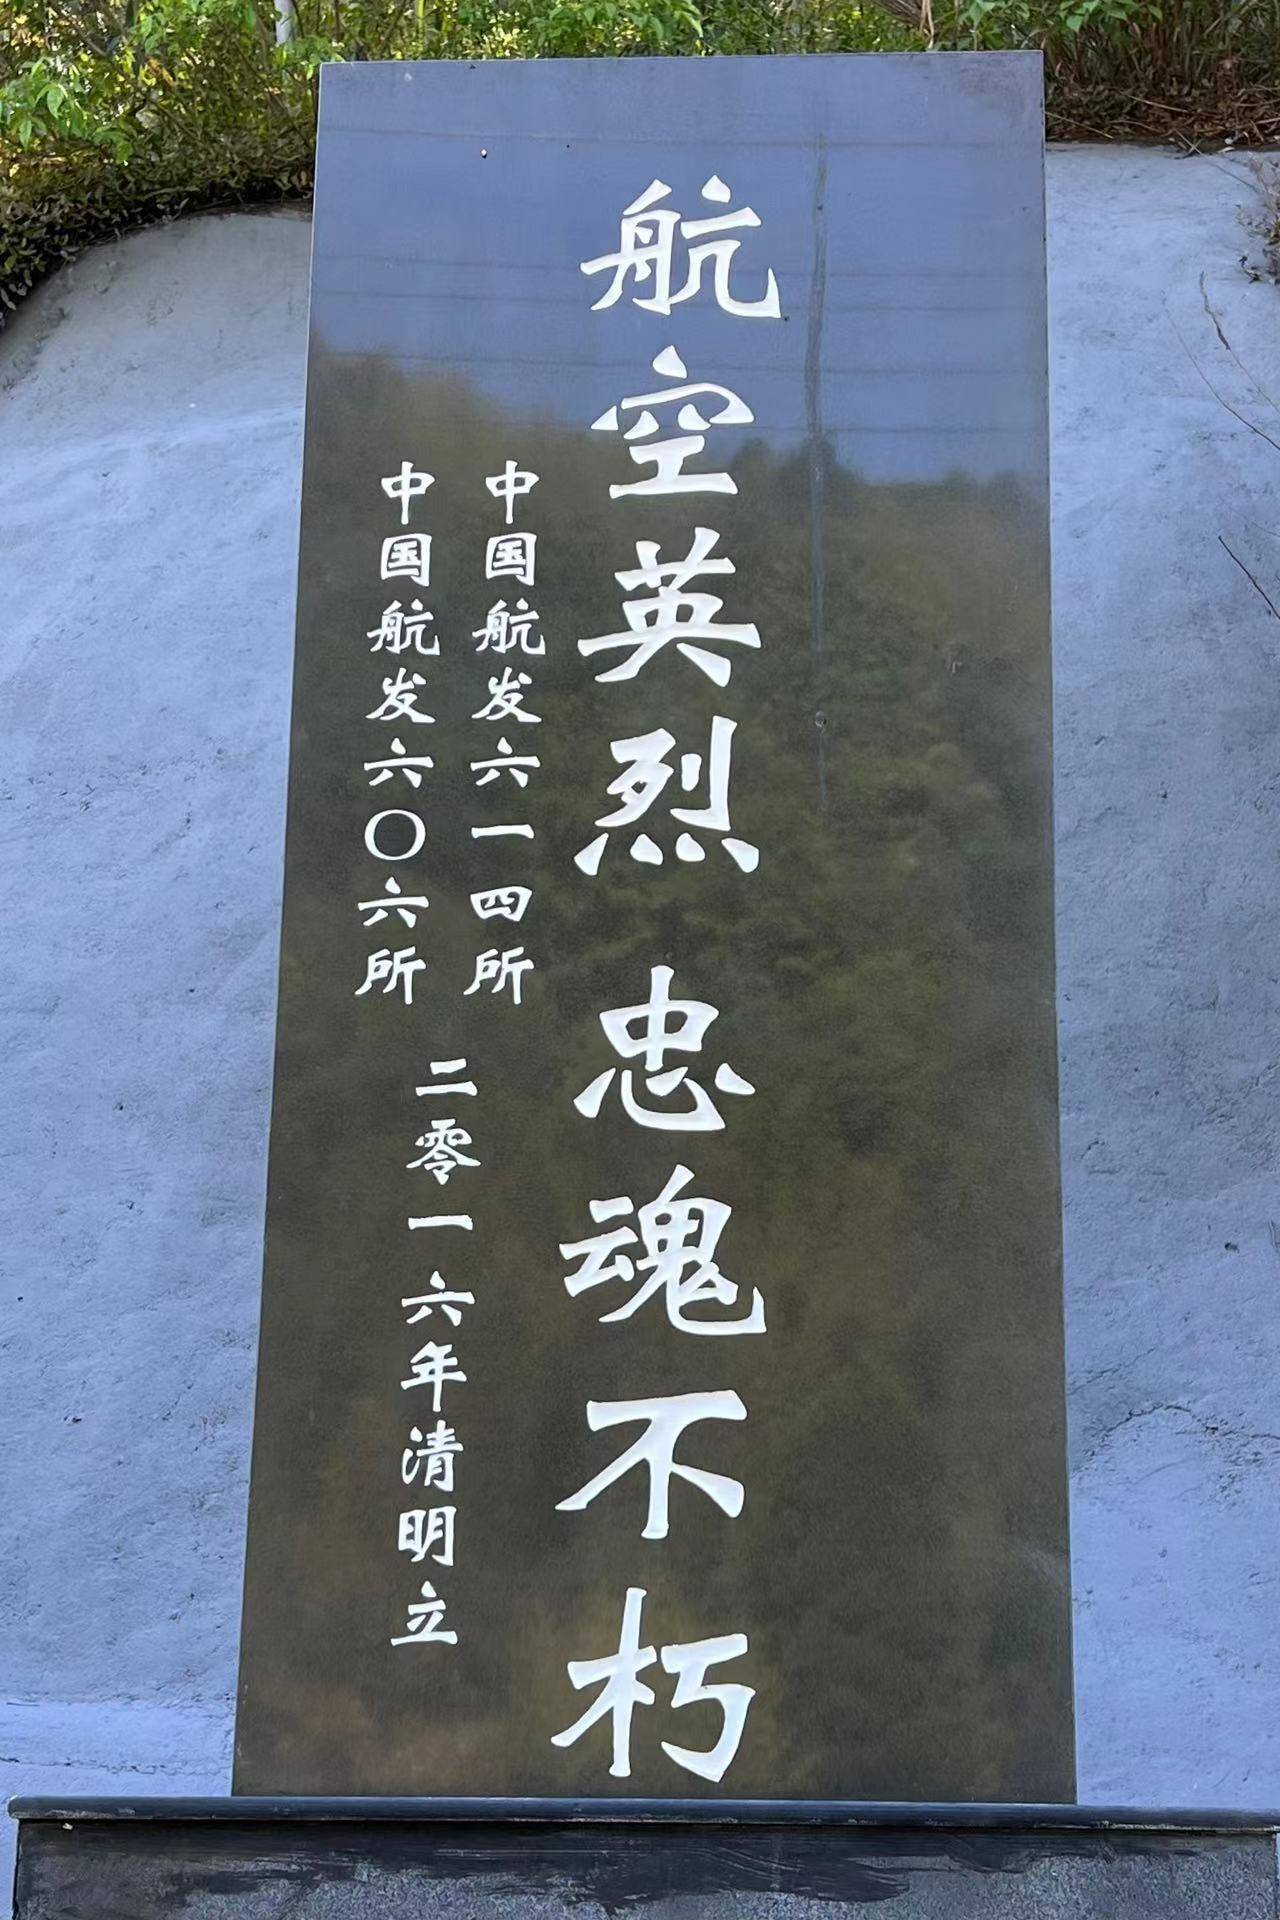 航空英烈 忠魂不朽
中国航发六一四所
中国航发六〇六所
二零一六年清明立